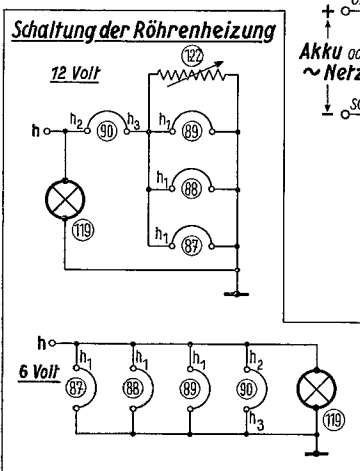 Schaltung der Röhrenheizung
+
Akku
~ Netz
-
12 Volt
122
h h₂ 90 h₃ h₁ 89
h₁ 88
119
h₁ 87
h
6 Volt
h₁ h₁ h₁ h₂
87 88 89 90
h₃ 119